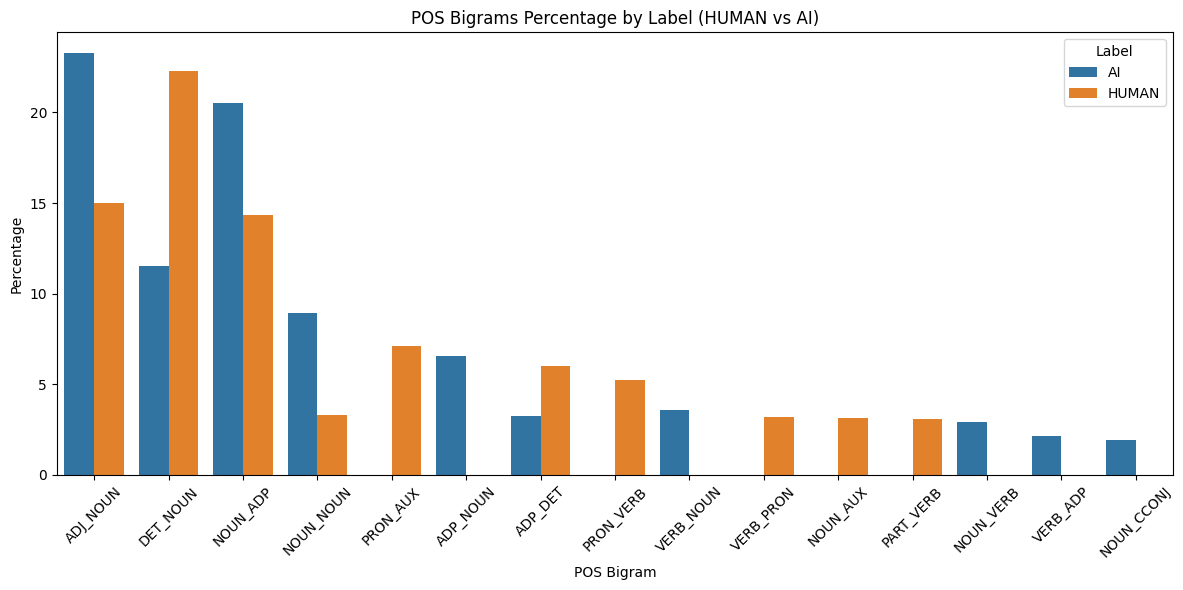 POS Bigrams Percentage by Label (HUMAN vs AI)
Label
AI
HUMAN
Percentage
20
15
10
5
0
ADJ_NOUN
DET_NOUN
NOUN_ADP
NOUN_NOUN
PRON_AUX
ADP_NOUN
ADP_DET
PRON_VERB
VERB_NOUN
VERB_PRON
NOUN_AUX
PART_VERB
NOUN_VERB
VERB_ADP
NOUN_CCONJ
POS Bigram